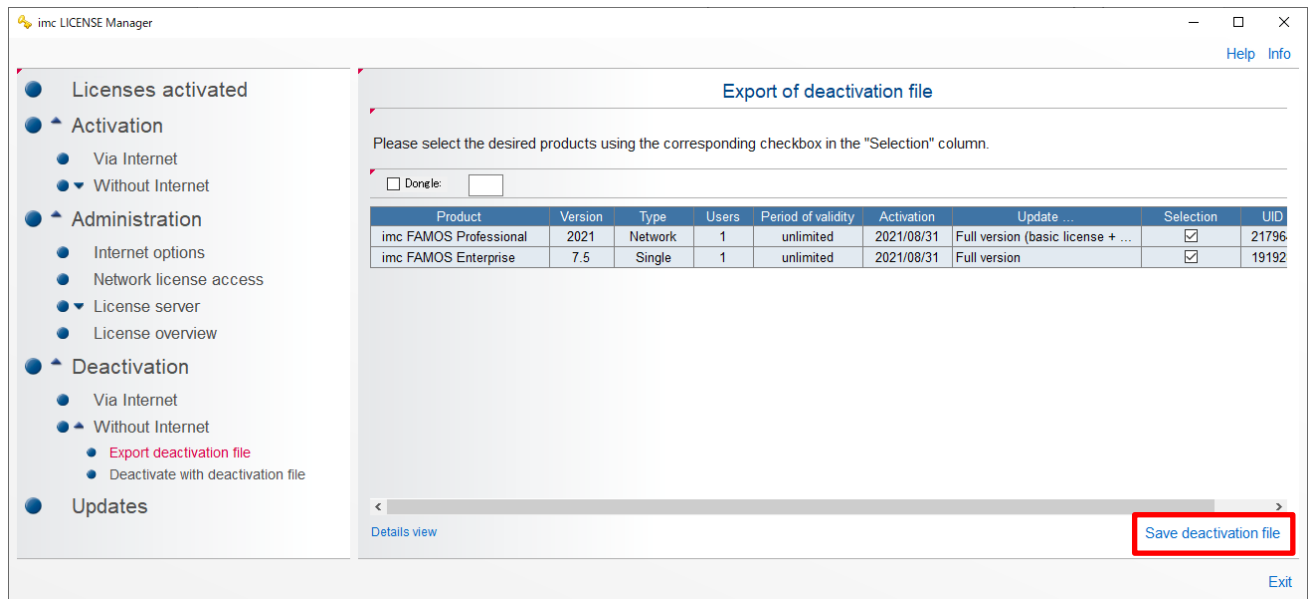 imc LICENSE Manager
Help Info
Licenses activated
Activation
Via Internet
Without Internet
Administration
Internet options
Network license access
License server
License overview
Deactivation
Via Internet
Without Internet
Export deactivation file
Deactivate with deactivation file
Updates
Export of deactivation file
Please select the desired products using the corresponding checkbox in the "Selection" column.
Dongle:
Product Version Type Users Period of validity Activation Update ... Selection UID
imc FAMOS Professional 2021 Network 1 unlimited 2021/08/31 Full version (basic license + ... 21796
imc FAMOS Enterprise 7.5 Single 1 unlimited 2021/08/31 Full version 19192
Details view
Save deactivation file
Exit